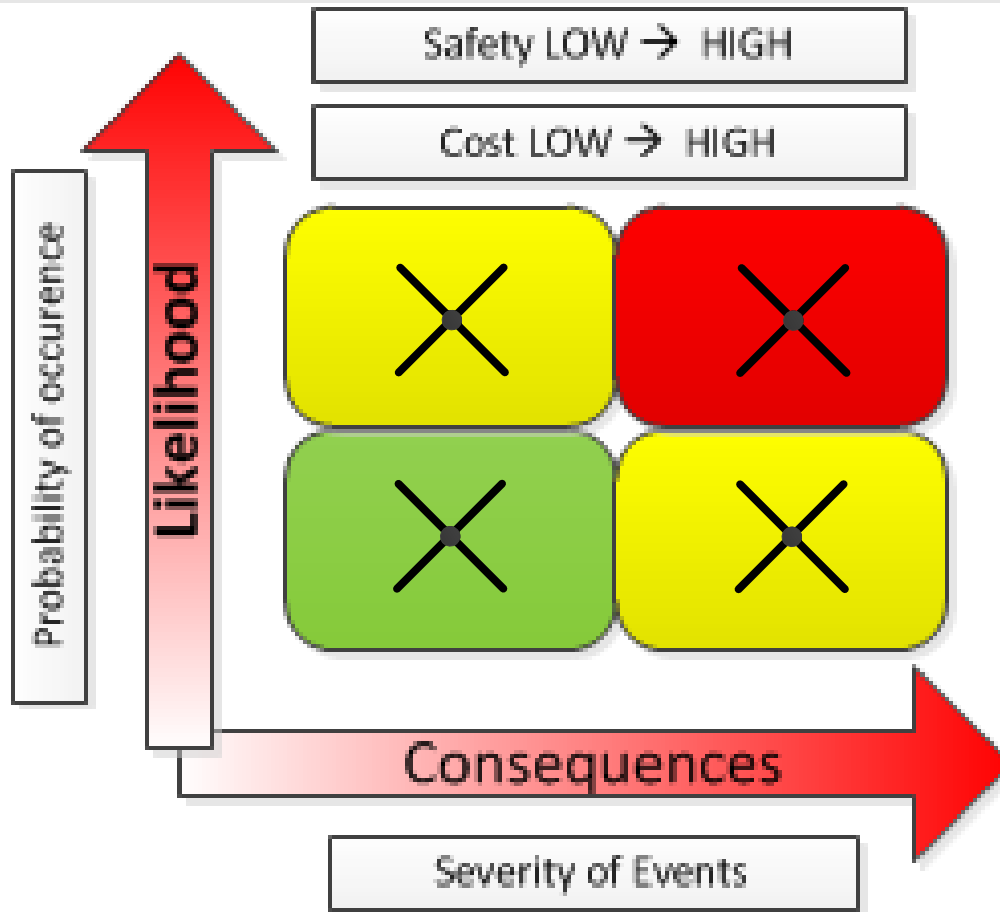 Safety LOW → HIGH
Cost LOW → HIGH
Probability of occurence
Likelihood
Consequences
Severity of Events